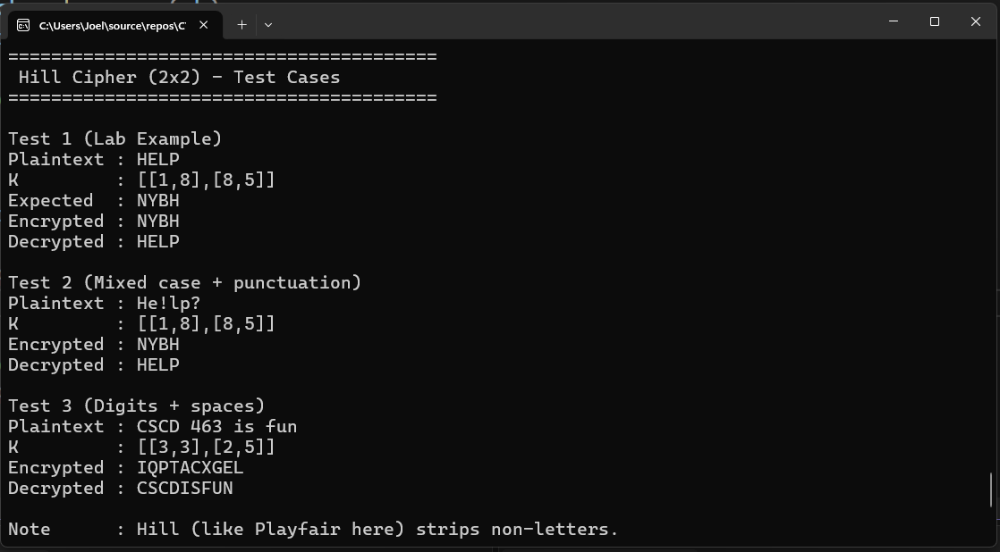 C:\Users\Joel\source\repos\C
========================================
Hill Cipher (2x2) - Test Cases
========================================
Test 1 (Lab Example)
Plaintext : HELP
K         : [[1,8],[8,5]]
Expected  : NYBH
Encrypted : NYBH
Decrypted : HELP
Test 2 (Mixed case + punctuation)
Plaintext : He!lp?
K         : [[1,8],[8,5]]
Encrypted : NYBH
Decrypted : HELP
Test 3 (Digits + spaces)
Plaintext : CSCD 463 is fun
K         : [[3,3],[2,5]]
Encrypted : IQPTACXGEL
Decrypted : CSCDISFUN
Note      : Hill (like Playfair here) strips non-letters.